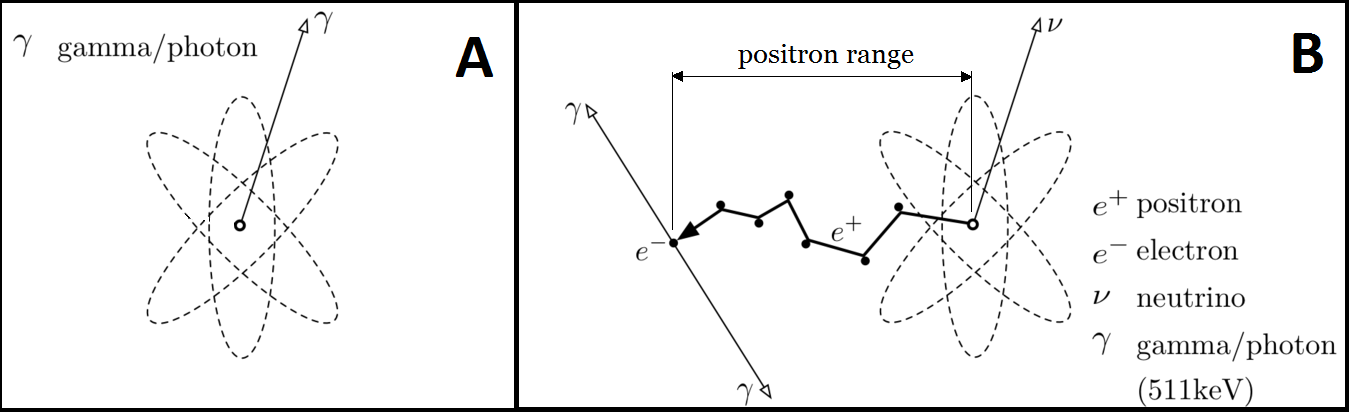 γ gamma/photon
γ
A
positron range
B
ν
γ
e⁺
e⁻
γ
e⁺ positron
e⁻ electron
ν neutrino
γ gamma/photon
(511keV)